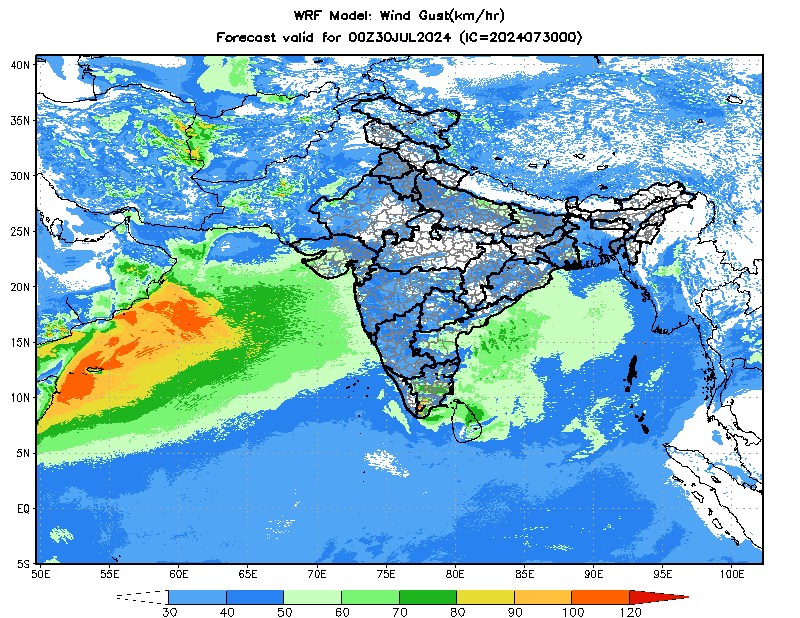 WRF Model: Wind Gust(km/hr)
Forecast valid for 00Z30JUL2024 (IC=2024073000)
40N
35N
30N
25N
20N
15N
10N
5N
EQ
5S
50E 55E 60E 65E 70E 75E 80E 85E 90E 95E 100E
30 40 50 60 70 80 90 100 120